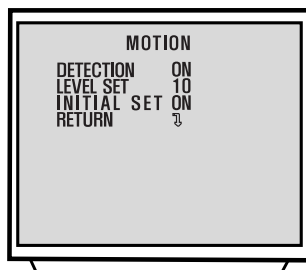 MOTION
DETECTION ON
LEVEL SET 10
INITIAL SET ON
RETURN ↴